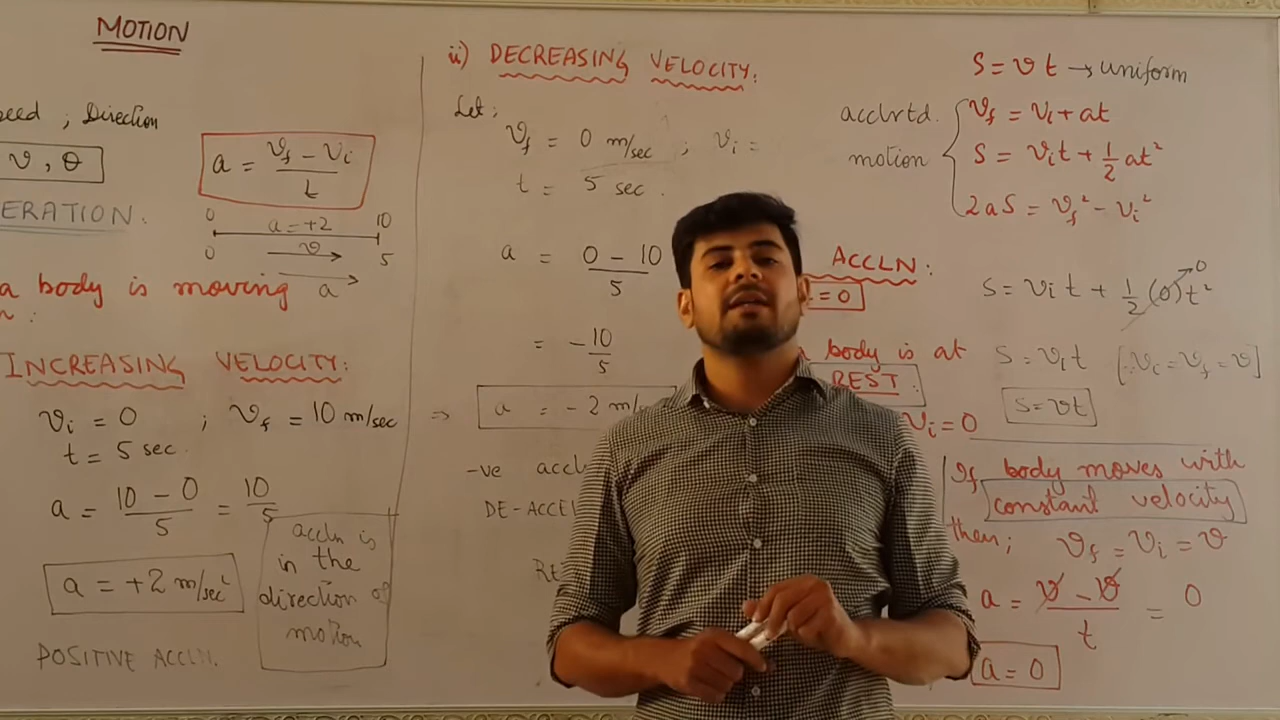 MOTION
eed ; Direction
v , θ
a = vf - vi / t
ERATION.
0 a = +2 10
0 v 5
a
a body is moving
n:
INCREASING VELOCITY:
vi = 0 ; vf = 10 m/sec
t = 5 sec.
a = 10 - 0 / 5 = 10 / 5
a = +2 m/sec²
POSITIVE ACCLN.
accln is
in the
direction of
motion
ii) DECREASING VELOCITY:
Let;
vf = 0 m/sec ; vi =
t = 5 sec.
a = 0 - 10 / 5
= -10 / 5
⇒ a = -2 m/
-ve accl
DE-ACCEL
S = v t → uniform
acclrtd. motion
vf = vi + at
S = vit + 1/2 at²
2aS = vf² - vi²
ACCLN:
= 0
body is at
REST:
vi = 0
S = vi t + 1/2 (0) t² 0
S = vit [∵ vi = vf = v]
S = vt
If body moves with
constant velocity
then; vf = vi = v
a = v - v / t = 0
a = 0